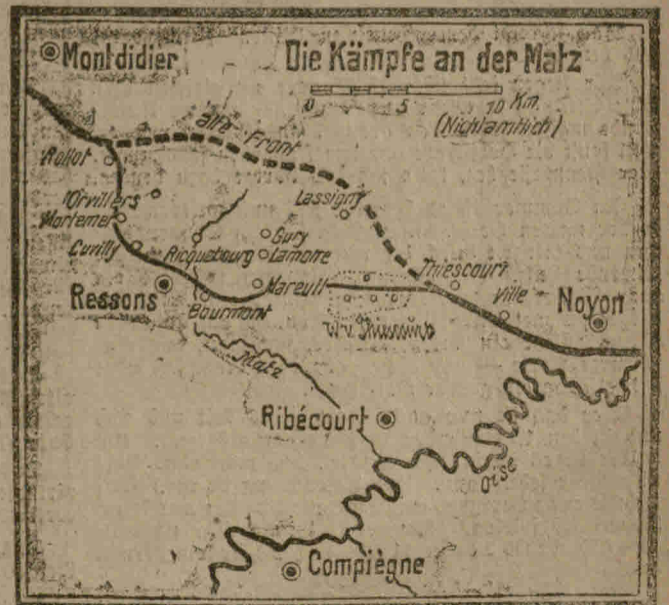 Montdidier
Die Kämpfe an der Matz
0 5 10 Km.
(Nichtamtlich)
alte Front
Rollot
Orvillers
Lassigny
Mortemer
Gury
Cuvilly
Ricquebourg
Lamotte
Thiescourt
Ressons
Mareuil
Ville
Noyon
Bourmont
W. v.
Matz
Ribécourt
Oise
Compiègne